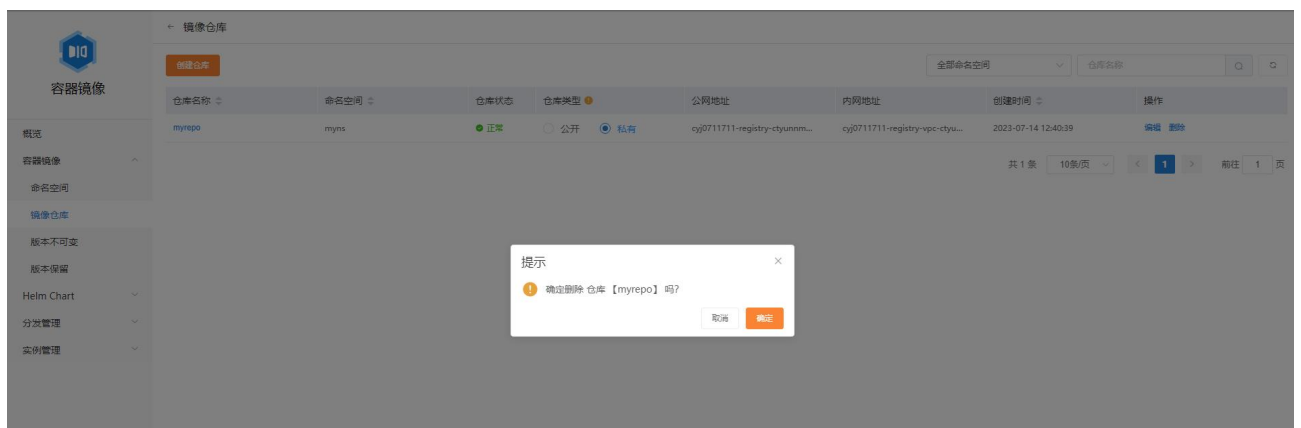 容器镜像
概览
容器镜像
命名空间
镜像仓库
版本不可变
版本保留
Helm Chart
分发管理
实例管理
← 镜像仓库
创建仓库
全部命名空间
仓库名称
仓库名称 命名空间 仓库状态 仓库类型 公网地址 内网地址 创建时间 操作
myrepo myns 正常 公开 私有 cyj0711711-registry-ctyunnm... cyj0711711-registry-vpc-ctyu... 2023-07-14 12:40:39 编辑 删除
共 1 条 10条/页 < 1 > 前往 1 页
提示 ×
确定删除 仓库 【myrepo】 吗?
取消 确定